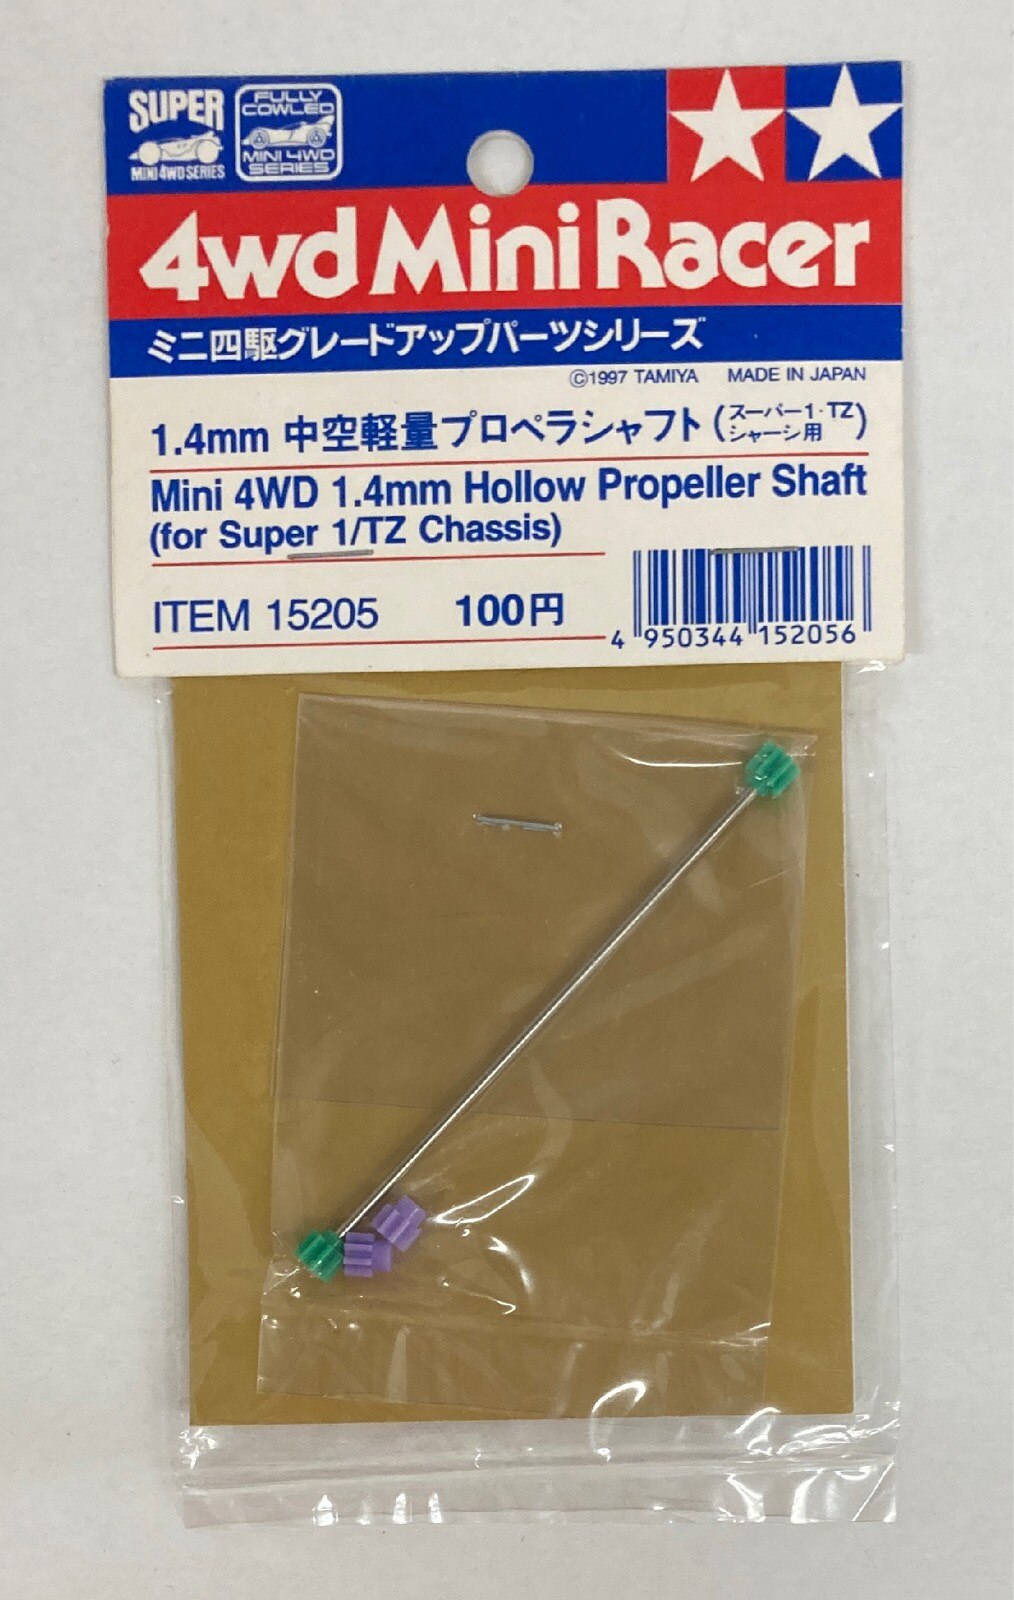 SUPER
MINI 4WD SERIES
FULLY
COWLED
MINI 4WD
SERIES
4wd Mini Racer
ミニ四駆グレードアップパーツシリーズ
©1997 TAMIYA MADE IN JAPAN
1.4mm 中空軽量プロペラシャフト (スーパー1・TZ
シャーシ用)
Mini 4WD 1.4mm Hollow Propeller Shaft
(for Super 1/TZ Chassis)
ITEM 15205 100円
4 950344 152056